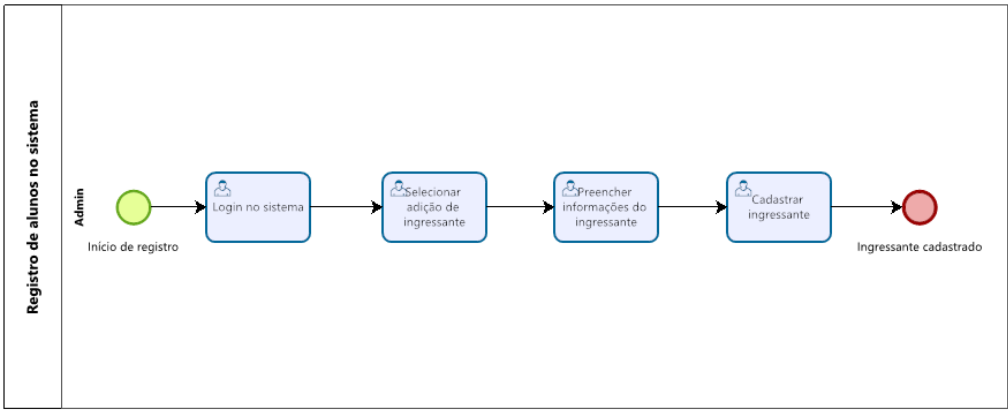 Registro de alunos no sistema
Admin
Início de registro
Login no sistema
Selecionar
adição de
ingressante
Preencher
informações do
ingressante
Cadastrar
ingressante
Ingressante cadastrado